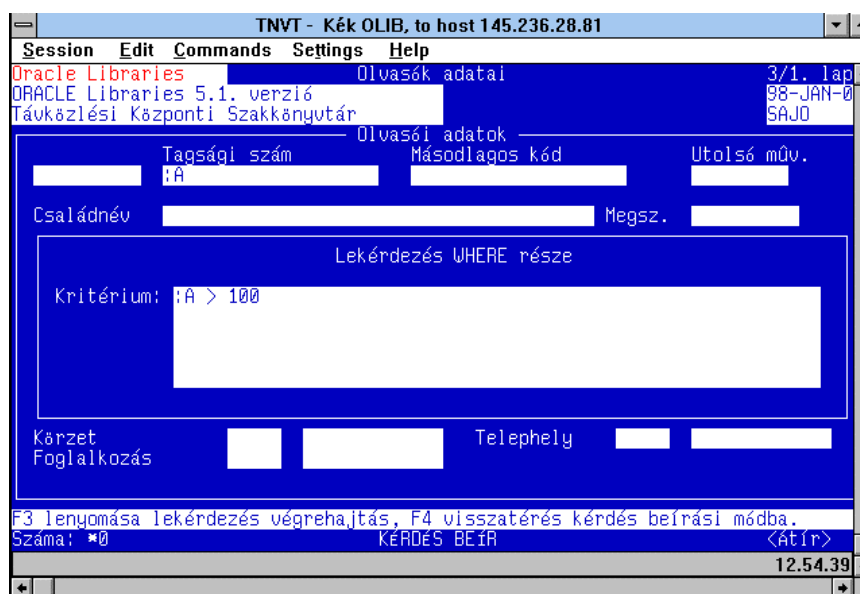 TNVT - Kék OLIB, to host 145.236.28.81
Session Edit Commands Settings Help
Oracle Libraries Olvasók adatai 3/1. lap
ORACLE Libraries 5.1. verzió 98-JAN-0
Távközlési Központi Szakkönyvtár SAJO
Olvasói adatok
Tagsági szám Másodlagos kód Utolsó mûv.
:A
Családnév Megsz.
Lekérdezés WHERE része
Kritérium: :A > 100
Körzet Telephely
Foglalkozás
F3 lenyomása lekérdezés végrehajtás, F4 visszatérés kérdés beírási módba.
Száma: *0 KÉRDÉS BEÍR <Átír>
12.54.39